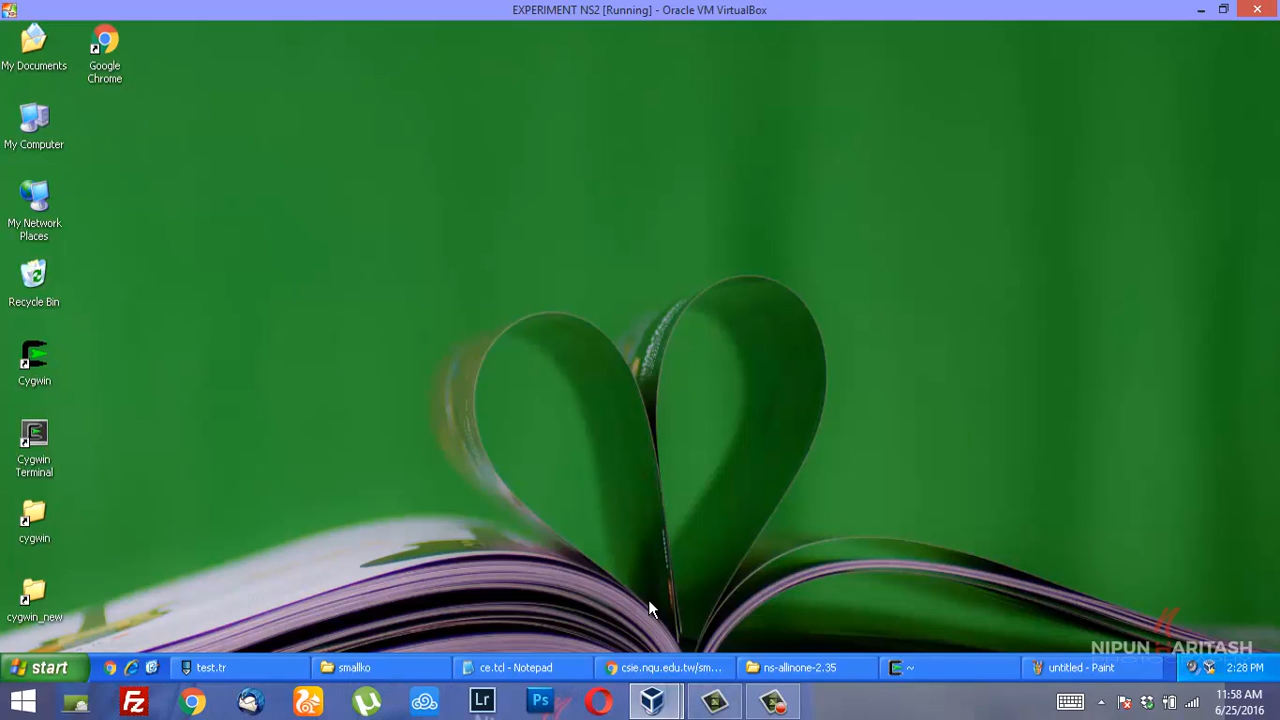 EXPERIMENT NS2 [Running] - Oracle VM VirtualBox
My Documents
Google Chrome
My Computer
My Network Places
Recycle Bin
Cygwin
Cygwin Terminal
cygwin
cygwin_new
NIPUN
start
test.tr
smallko
ce.tcl - Notepad
csie.nqu.edu.tw/sm...
ns-allinone-2.35
~
untitled - Paint
2:28 PM
Lr
Ps
11:58 AM
6/25/2016